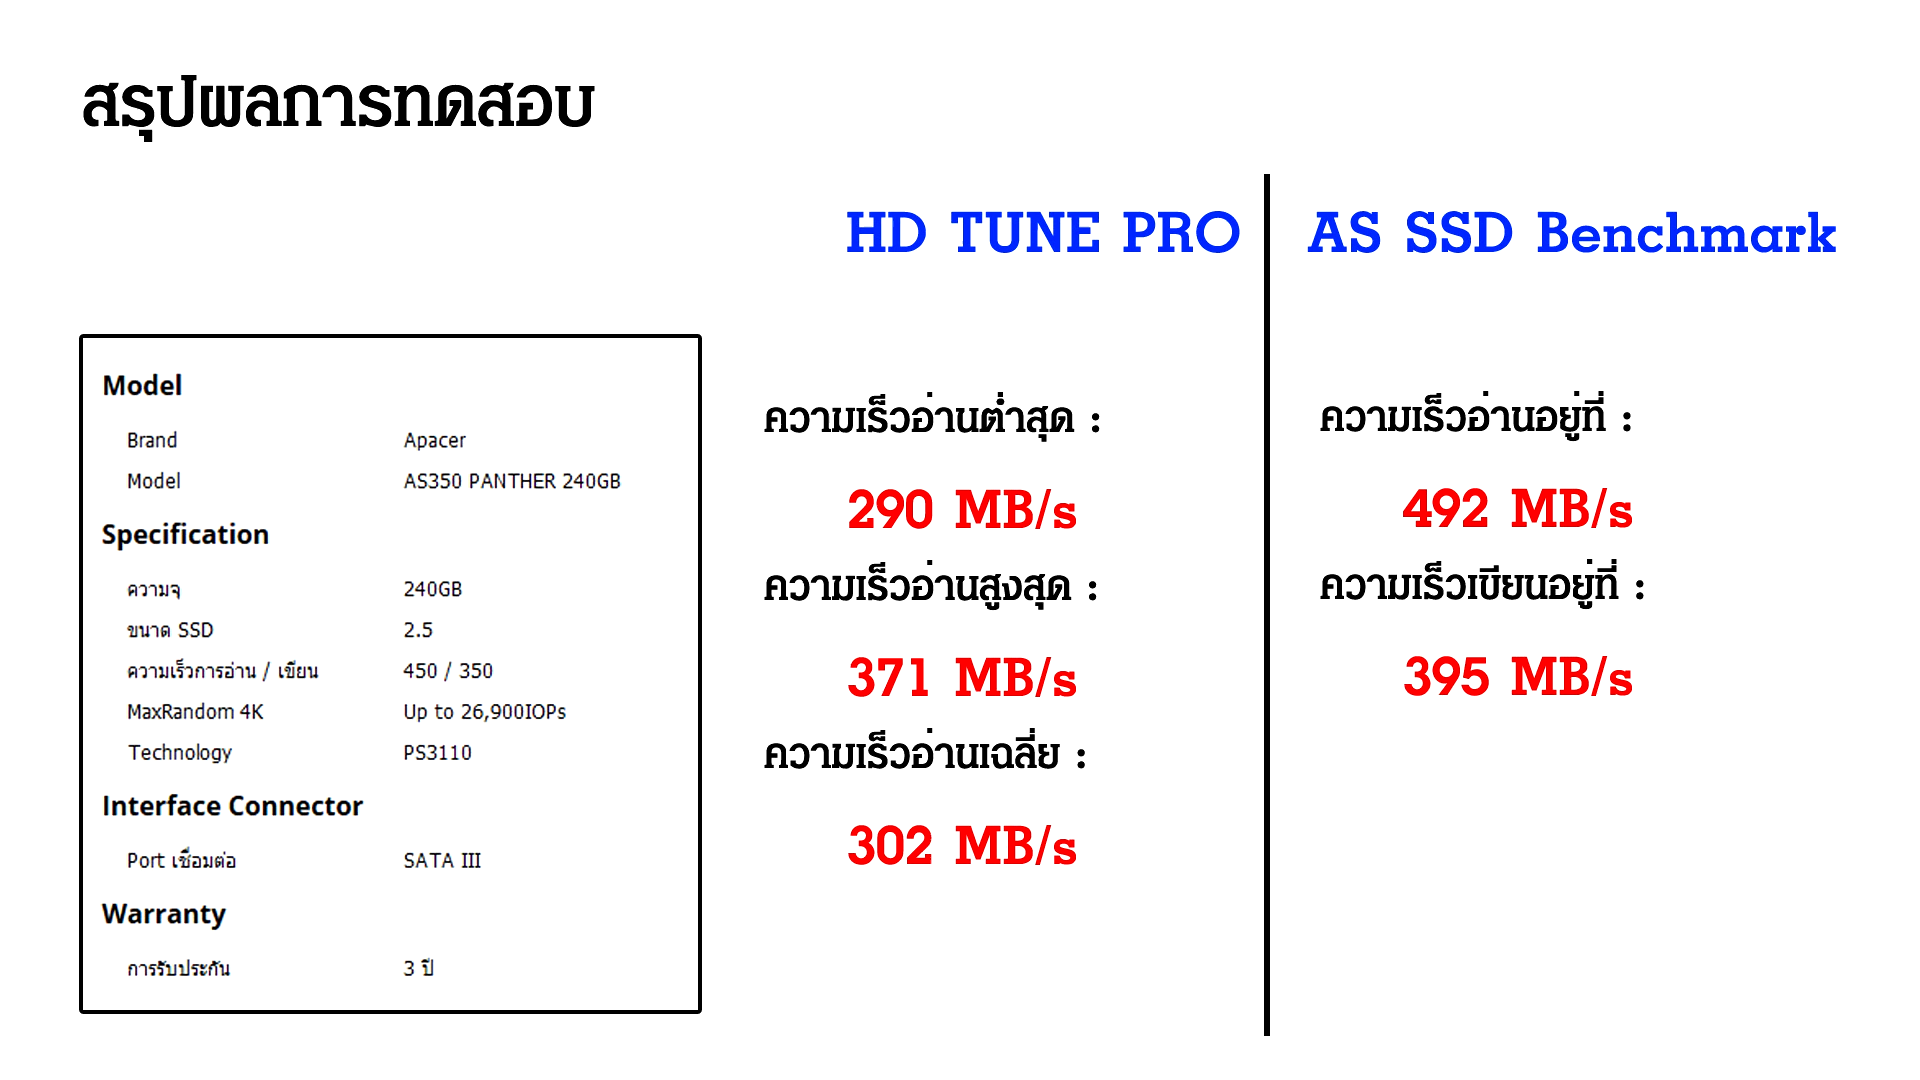 สรุปผลการทดสอบ
Model
Brand Apacer
Model AS350 PANTHER 240GB
Specification
ความจุ 240GB
ขนาด SSD 2.5
ความเร็วการอ่าน / เขียน 450 / 350
MaxRandom 4K Up to 26,900IOPs
Technology PS3110
Interface Connector
Port เชื่อมต่อ SATA III
Warranty
การรับประกัน 3 ปี
HD TUNE PRO
ความเร็วอ่านต่ำสุด :
290 MB/s
ความเร็วอ่านสูงสุด :
371 MB/s
ความเร็วอ่านเฉลี่ย :
302 MB/s
AS SSD Benchmark
ความเร็วอ่านอยู่ที่ :
492 MB/s
ความเร็วเขียนอยู่ที่ :
395 MB/s